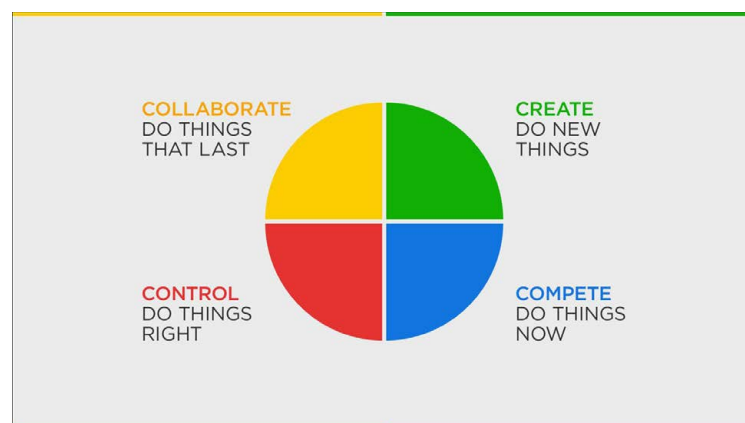 COLLABORATE
DO THINGS
THAT LAST
CREATE
DO NEW
THINGS
CONTROL
DO THINGS
RIGHT
COMPETE
DO THINGS
NOW